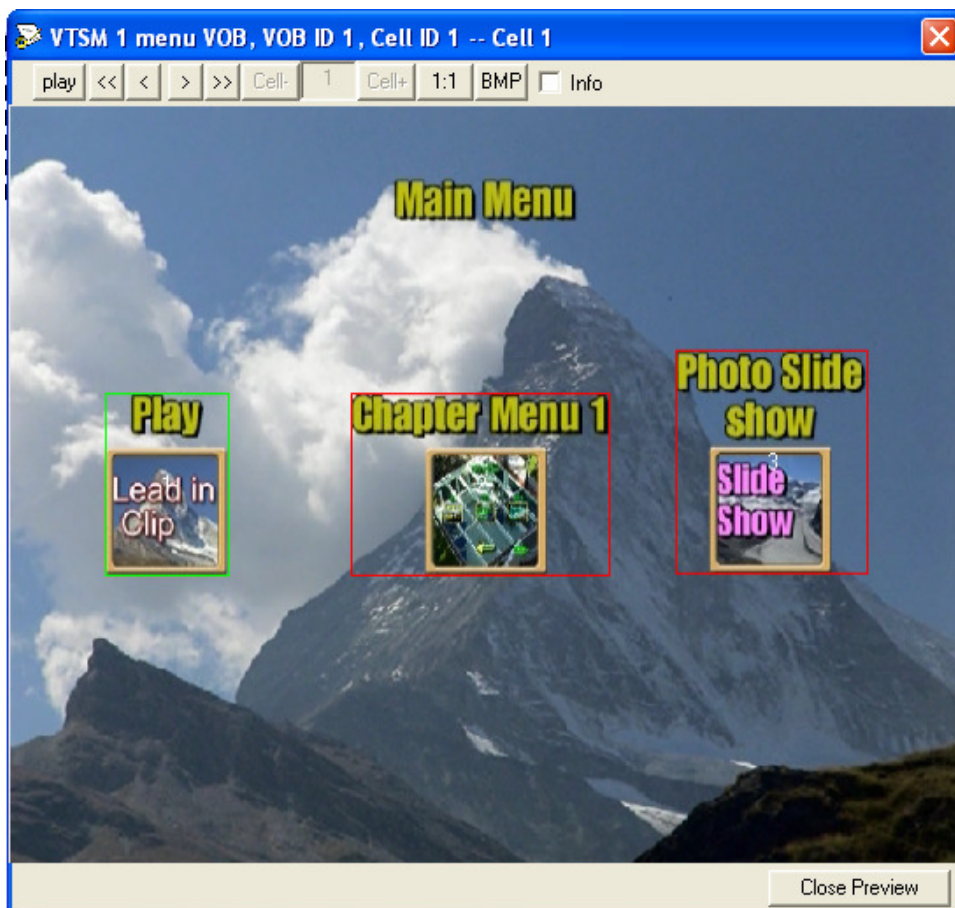 VTSM 1 menu VOB, VOB ID 1, Cell ID 1 -- Cell 1
play << < > >> Cell- 1 Cell+ 1:1 BMP Info
Main Menu
Play
Chapter Menu 1
Photo Slide
show
Lead in
Clip
3
Slide
Show
Close Preview